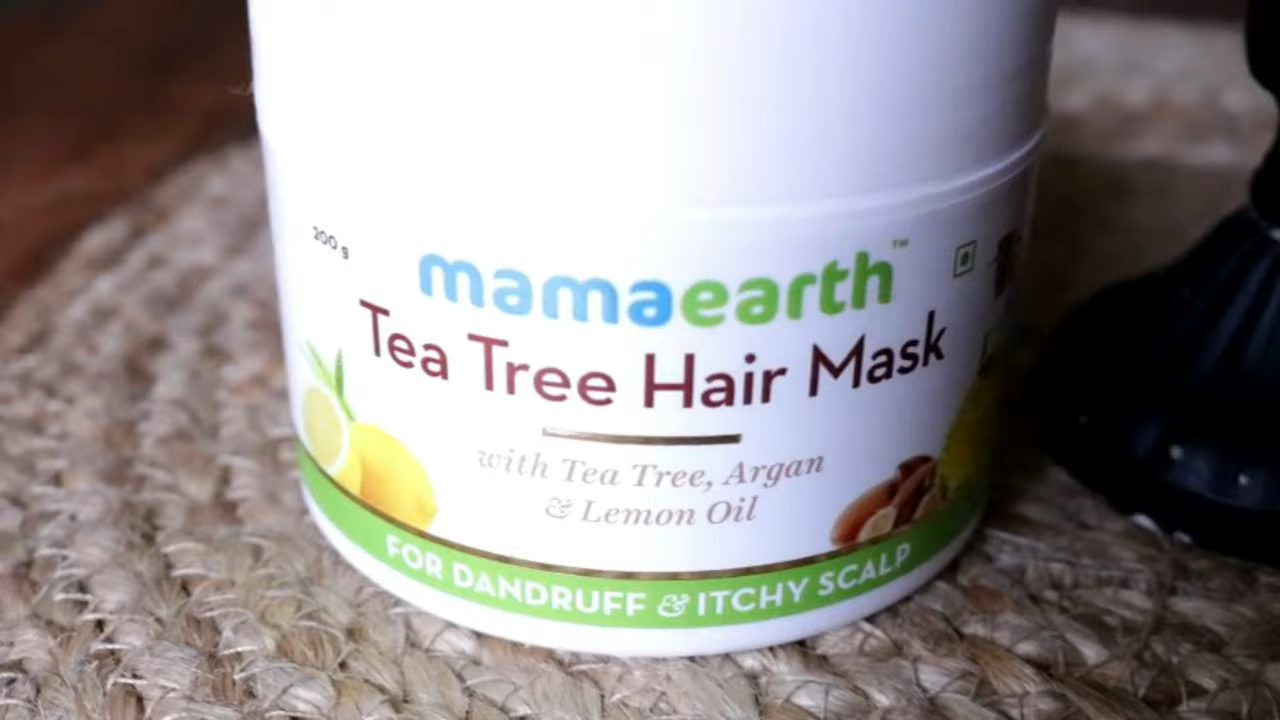 200 g
mamaearth™
Tea Tree Hair Mask
with Tea Tree, Argan
& Lemon Oil
FOR DANDRUFF & ITCHY SCALP